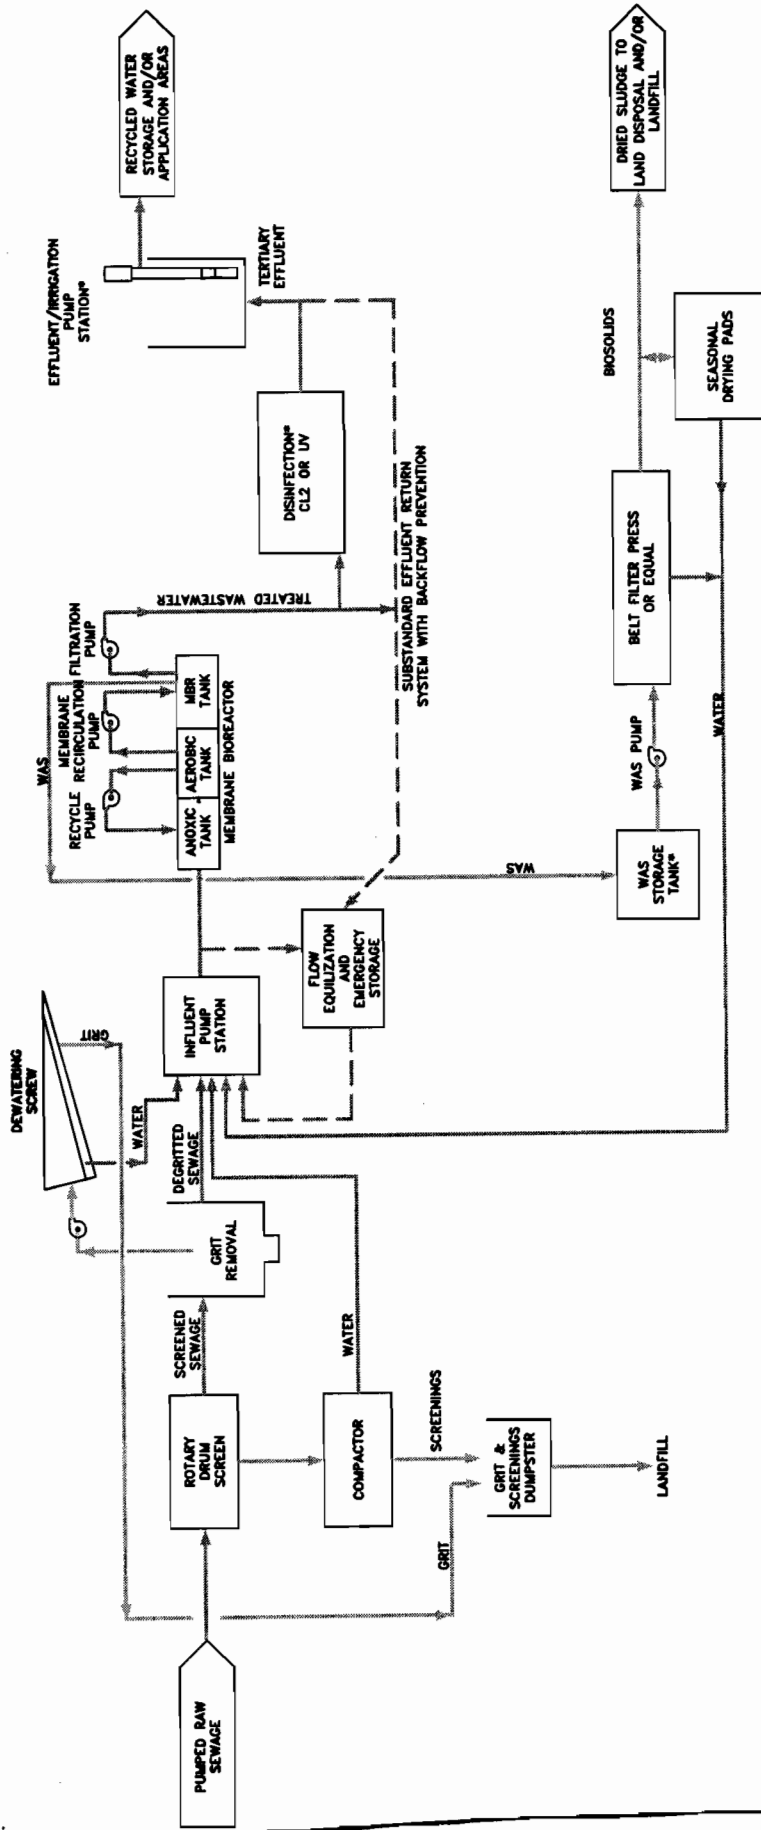 PUMPED RAW
SEWAGE
ROTARY
DRUM
SCREEN
SCREENED
SEWAGE
GRIT
REMOVAL
DEWATERING
SCREW
GRIT
WATER
DEGRITTED
SEWAGE
COMPACTOR
WATER
SCREENINGS
GRIT
GRIT &
SCREENINGS
DUMPSTER
LANDFILL
INFLUENT
PUMP
STATION
FLOW
EQUILIZATION
AND
EMERGENCY
STORAGE
WAS
RECYCLE
PUMP
MEMBRANE
RECIRCULATION
PUMP
FILTRATION
PUMP
ANOXIC
TANK
AEROBIC
TANK
MBR
TANK
MEMBRANE BIOREACTOR
TREATED WASTEWATER
DISINFECTION*
CL2 OR UV
SUBSTANDARD EFFLUENT RETURN
SYSTEM WITH BACKFLOW PREVENTION
TERTIARY
EFFLUENT
EFFLUENT/IRRIGATION
PUMP
STATION*
RECYCLED WATER
STORAGE AND/OR
APPLICATION AREAS
WAS
WAS
STORAGE
TANK*
WAS PUMP
BELT FILTER PRESS
OR EQUAL
WATER
BIOSOLIDS
SEASONAL
DRYING PADS
DRIED SLUDGE TO
LAND DISPOSAL AND/OR
LANDFILL